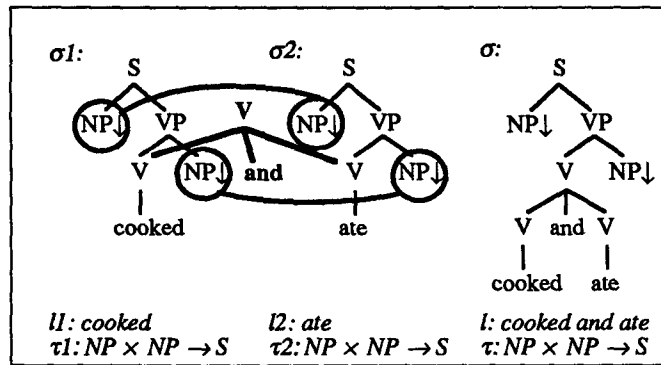 σ1: σ2: σ:
S S S
NP↓ VP V NP↓ VP NP↓ VP
V NP↓ and V NP↓ V NP↓
cooked ate V and V
cooked ate
l1: cooked l2: ate l: cooked and ate
τ1: NP × NP → S τ2: NP × NP → S τ: NP × NP → S